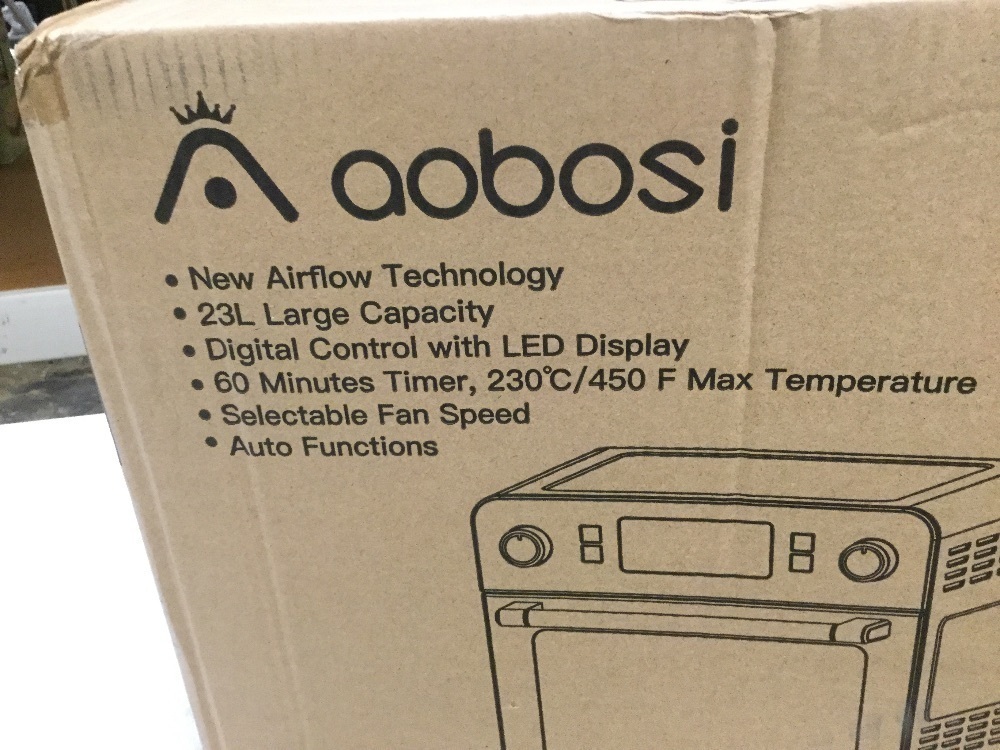 aobosi
• New Airflow Technology
• 23L Large Capacity
• Digital Control with LED Display
• 60 Minutes Timer, 230℃/450 F Max Temperature
• Selectable Fan Speed
• Auto Functions